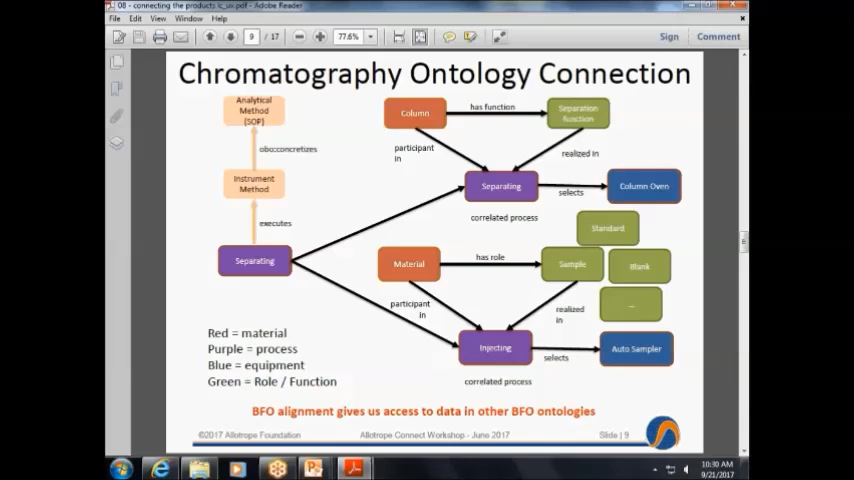 08 - connecting the products lc_ux.pdf - Adobe Reader
File Edit View Window Help
9 / 17
77.6%
Sign
Comment
Chromatography Ontology Connection
Analytical
Method
(SOP)
obo:concretizes
Instrument
Method
executes
Separating
Column
has function
Separation
function
participant
in
realized in
Separating
selects
Column Oven
correlated process
Standard
Material
has role
Sample
Blank
...
participant
in
realized
in
Injecting
selects
Auto Sampler
correlated process
Red = material
Purple = process
Blue = equipment
Green = Role / Function
BFO alignment gives us access to data in other BFO ontologies
©2017 Allotrope Foundation
Allotrope Connect Workshop - June 2017
Slide | 9
10:30 AM
9/21/2017